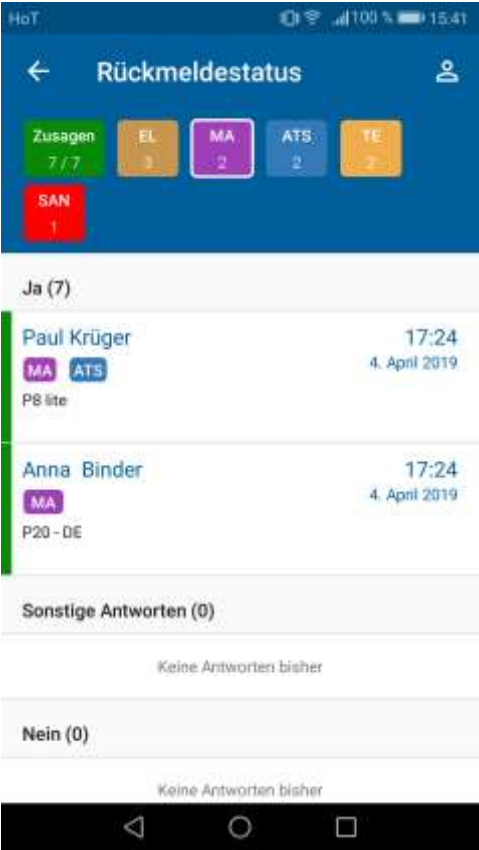 HoT 100 % 15:41
Rückmeldestatus
Zusagen EL MA ATS TE
7 / 7 3 2 2
SAN
1
Ja (7)
Paul Krüger 17:24
MA ATS 4. April 2019
P8 lite
Anna Binder 17:24
MA 4. April 2019
P20 - DE
Sonstige Antworten (0)
Keine Antworten bisher
Nein (0)
Keine Antworten bisher